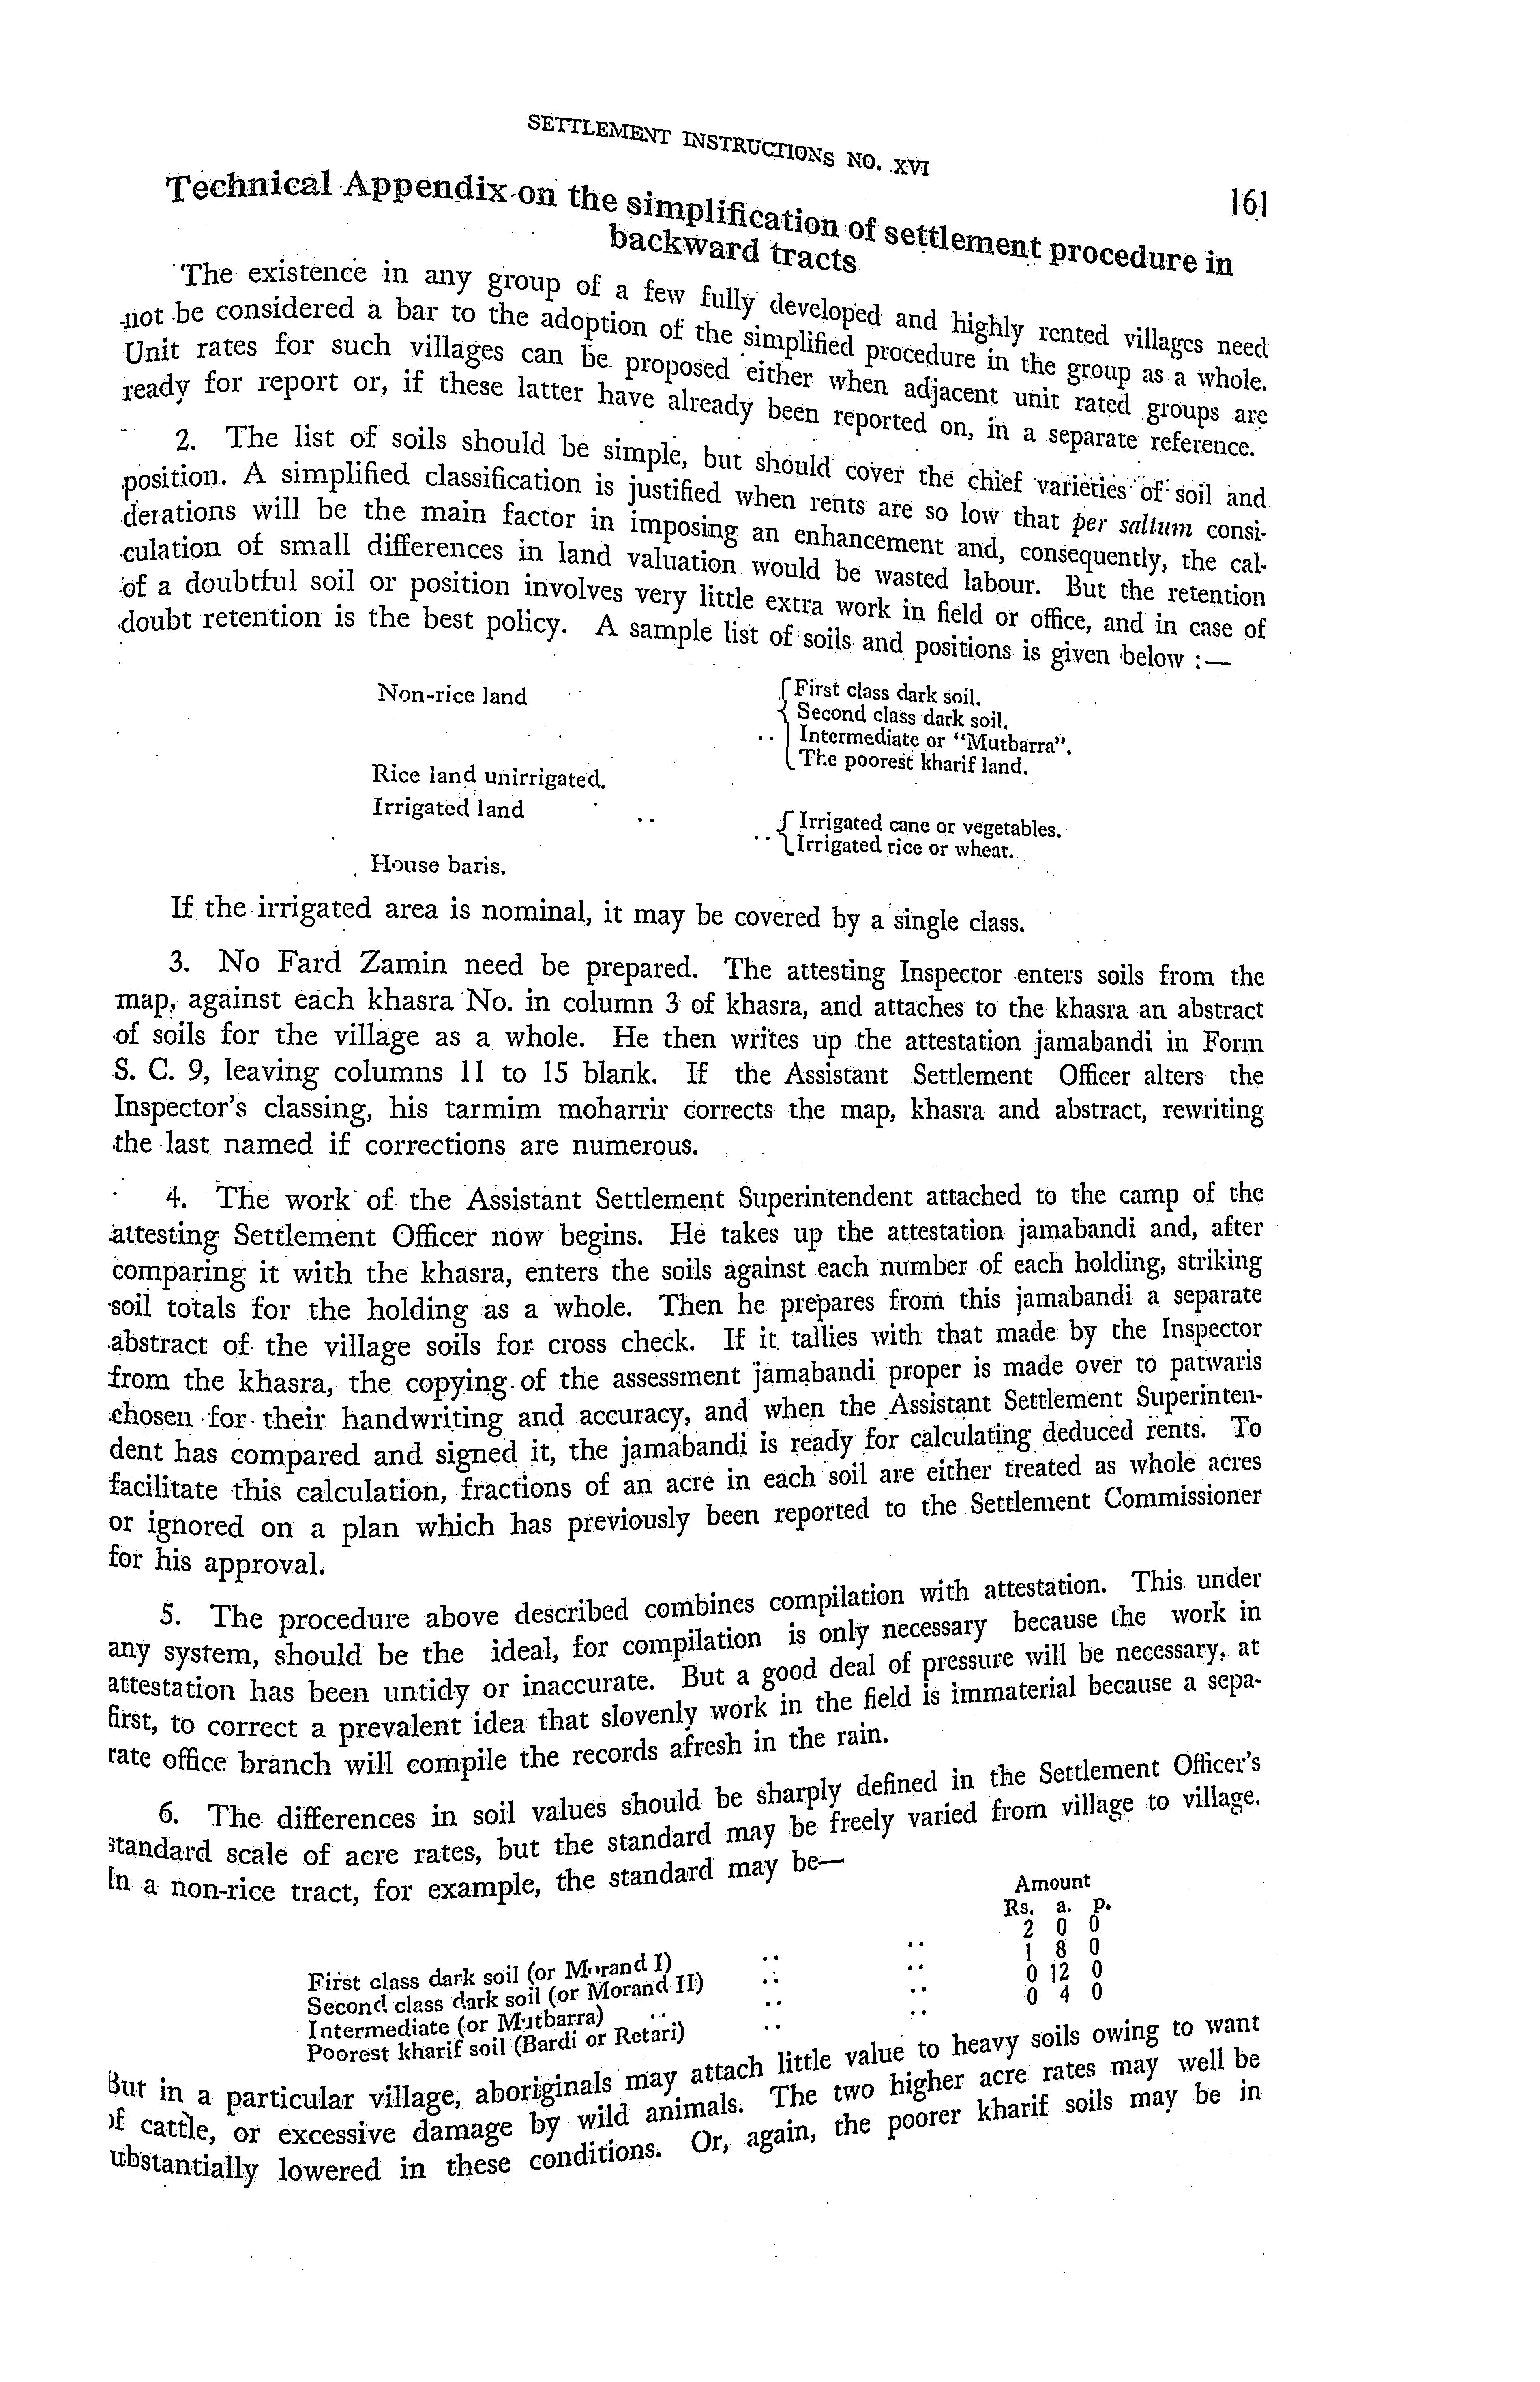 SETTLEMENT INSTRUCTIONS NO. XVI
161
Technical Appendix on the simplification of settlement procedure in
backward tracts
The existence in any group of a few fully developed and highly rented villages need
not be considered a bar to the adoption of the simplified procedure in the group as a whole.
Unit rates for such villages can be proposed either when adjacent unit rated groups are
ready for report or, if these latter have already been reported on, in a separate reference.
2. The list of soils should be simple, but should cover the chief varieties of soil and
position. A simplified classification is justified when rents are so low that per saltum consi-
derations will be the main factor in imposing an enhancement and, consequently, the cal-
culation of small differences in land valuation would be wasted labour. But the retention
of a doubtful soil or position involves very little extra work in field or office, and in case of
doubt retention is the best policy. A sample list of soils and positions is given below :—
Non-rice land .. { First class dark soil.
Second class dark soil.
Intermediate or "Mutbarra".
The poorest kharif land.
Rice land unirrigated.
Irrigated land .. .. { Irrigated cane or vegetables.
Irrigated rice or wheat.
House baris.
If the irrigated area is nominal, it may be covered by a single class.
3. No Fard Zamin need be prepared. The attesting Inspector enters soils from the
map, against each khasra No. in column 3 of khasra, and attaches to the khasra an abstract
of soils for the village as a whole. He then writes up the attestation jamabandi in Form
S. C. 9, leaving columns 11 to 15 blank. If the Assistant Settlement Officer alters the
Inspector's classing, his tarmim moharrir corrects the map, khasra and abstract, rewriting
the last named if corrections are numerous.
4. The work of the Assistant Settlement Superintendent attached to the camp of the
attesting Settlement Officer now begins. He takes up the attestation jamabandi and, after
comparing it with the khasra, enters the soils against each number of each holding, striking
soil totals for the holding as a whole. Then he prepares from this jamabandi a separate
abstract of the village soils for cross check. If it tallies with that made by the Inspector
from the khasra, the copying of the assessment jamabandi proper is made over to patwaris
chosen for their handwriting and accuracy, and when the Assistant Settlement Superinten-
dent has compared and signed it, the jamabandi is ready for calculating deduced rents. To
facilitate this calculation, fractions of an acre in each soil are either treated as whole acres
or ignored on a plan which has previously been reported to the Settlement Commissioner
for his approval.
5. The procedure above described combines compilation with attestation. This under
any system, should be the ideal, for compilation is only necessary because the work in
attestation has been untidy or inaccurate. But a good deal of pressure will be necessary, at
first, to correct a prevalent idea that slovenly work in the field is immaterial because a sepa-
rate office branch will compile the records afresh in the rain.
6. The differences in soil values should be sharply defined in the Settlement Officer's
standard scale of acre rates, but the standard may be freely varied from village to village.
In a non-rice tract, for example, the standard may be—
Amount
Rs. a. p.
First class dark soil (or Morand I) .. .. 2 0 0
Second class dark soil (or Morand II) .. .. 1 8 0
Intermediate (or Mutbarra) .. .. .. 0 12 0
Poorest kharif soil (Bardi or Retari) .. .. 0 4 0
But in a particular village, aboriginals may attach little value to heavy soils owing to want
of cattle, or excessive damage by wild animals. The two higher acre rates may well be
ubstantially lowered in these conditions. Or, again, the poorer kharif soils may be in